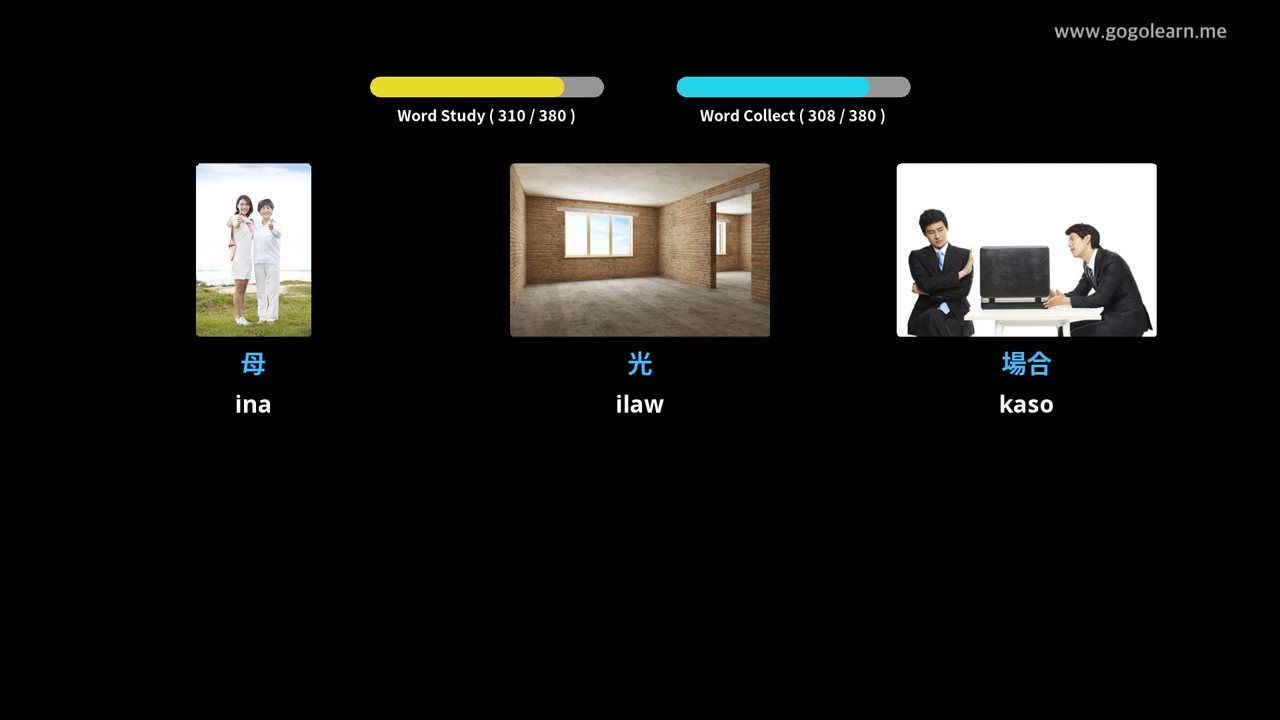 www.gogolearn.me
Word Study ( 310 / 380 )
Word Collect ( 308 / 380 )
母
光
場合
ina
ilaw
kaso